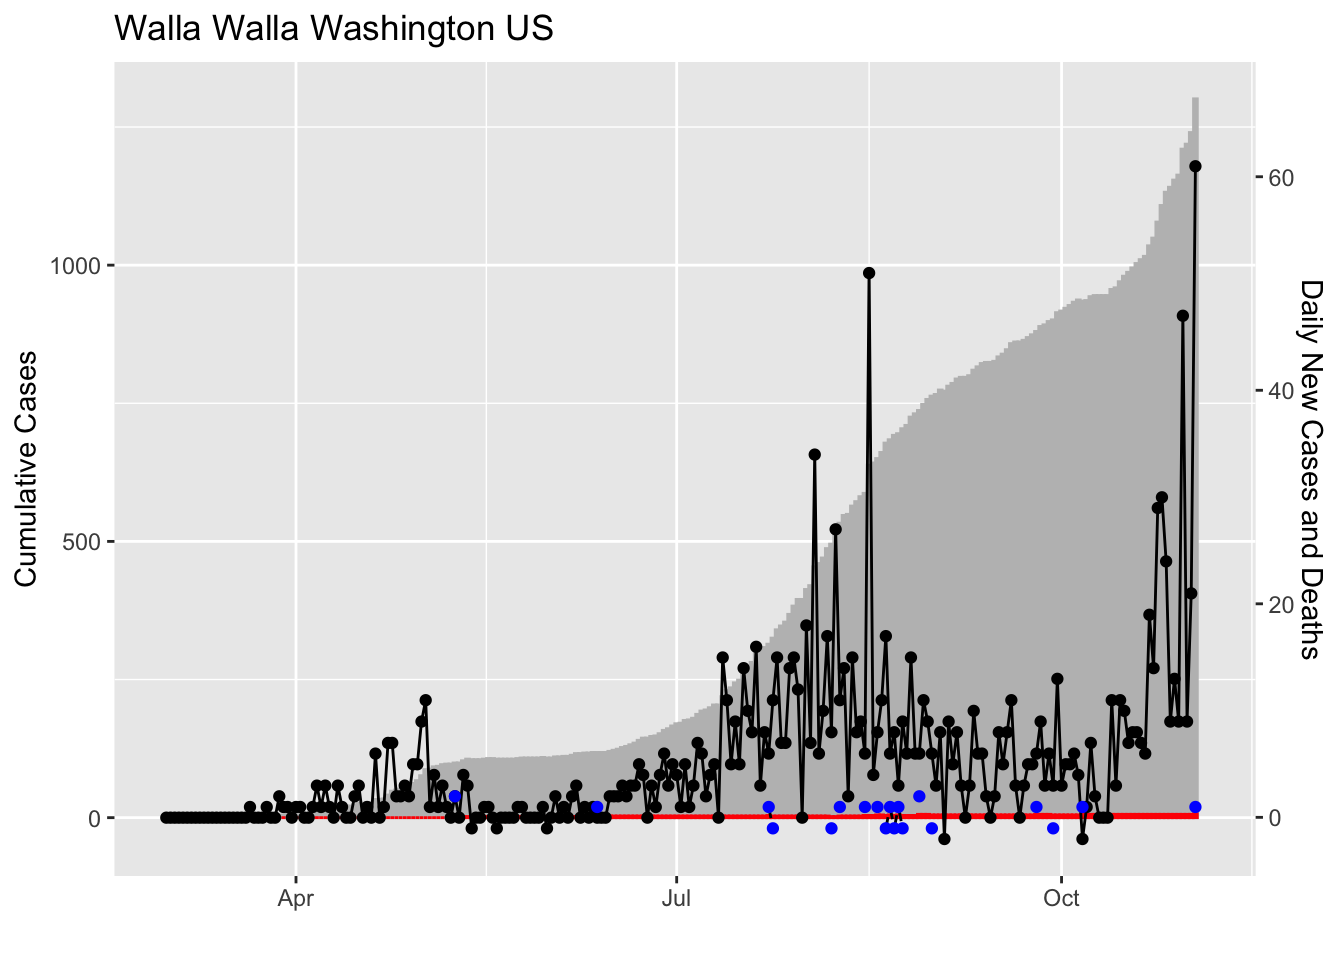 Walla Walla Washington US
Cumulative Cases
1000
500
0
60
40
20
0
Daily New Cases and Deaths
Apr
Jul
Oct